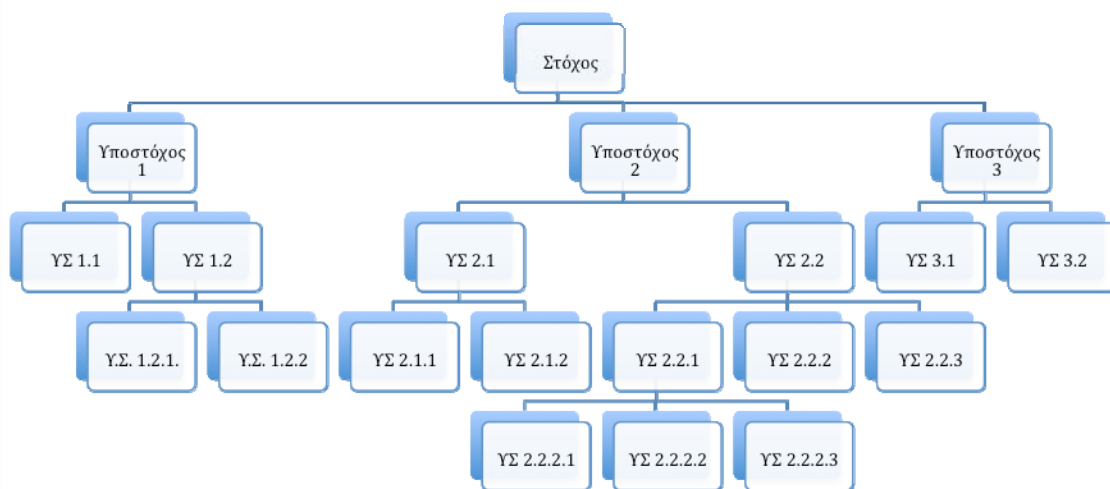 Στόχος
Υποστόχος
1
Υποστόχος
2
Υποστόχος
3
ΥΣ 1.1
ΥΣ 1.2
ΥΣ 2.1
ΥΣ 2.2
ΥΣ 3.1
ΥΣ 3.2
Υ.Σ. 1.2.1.
Υ.Σ. 1.2.2
ΥΣ 2.1.1
ΥΣ 2.1.2
ΥΣ 2.2.1
ΥΣ 2.2.2
ΥΣ 2.2.3
ΥΣ 2.2.2.1
ΥΣ 2.2.2.2
ΥΣ 2.2.2.3